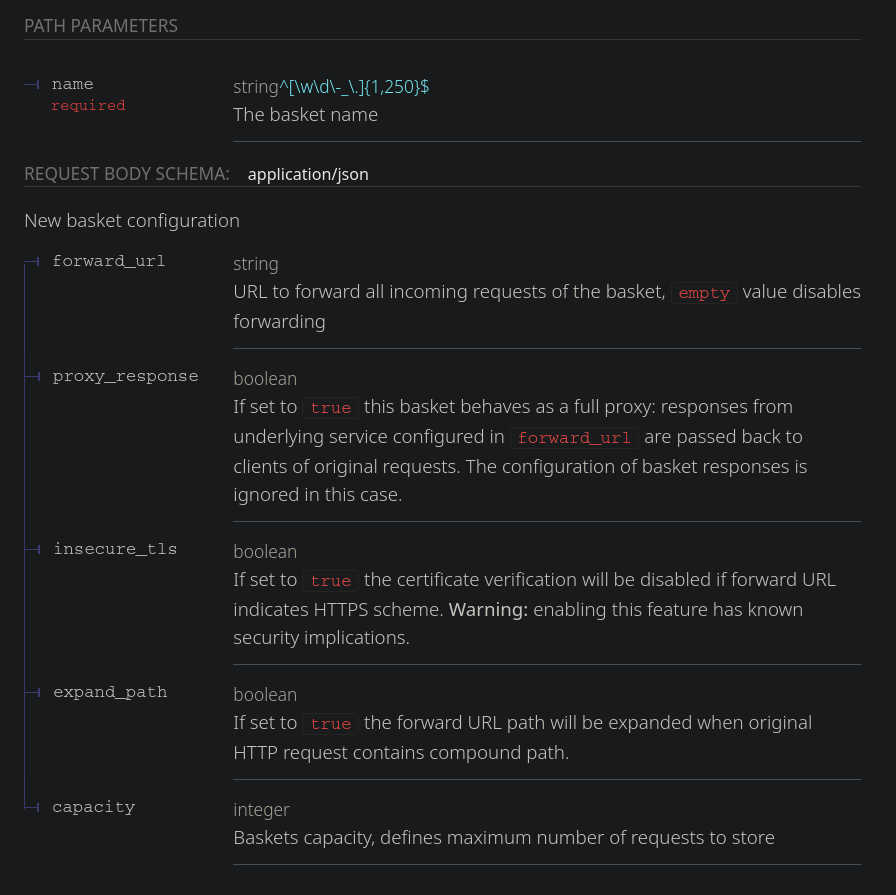 PATH PARAMETERS
name
required
string^[\w\d\-_\.]{1,250}$
The basket name
REQUEST BODY SCHEMA: application/json
New basket configuration
forward_url
string
URL to forward all incoming requests of the basket, empty value disables
forwarding
proxy_response
boolean
If set to true this basket behaves as a full proxy: responses from
underlying service configured in forward_url are passed back to
clients of original requests. The configuration of basket responses is
ignored in this case.
insecure_tls
boolean
If set to true the certificate verification will be disabled if forward URL
indicates HTTPS scheme. Warning: enabling this feature has known
security implications.
expand_path
boolean
If set to true the forward URL path will be expanded when original
HTTP request contains compound path.
capacity
integer
Baskets capacity, defines maximum number of requests to store